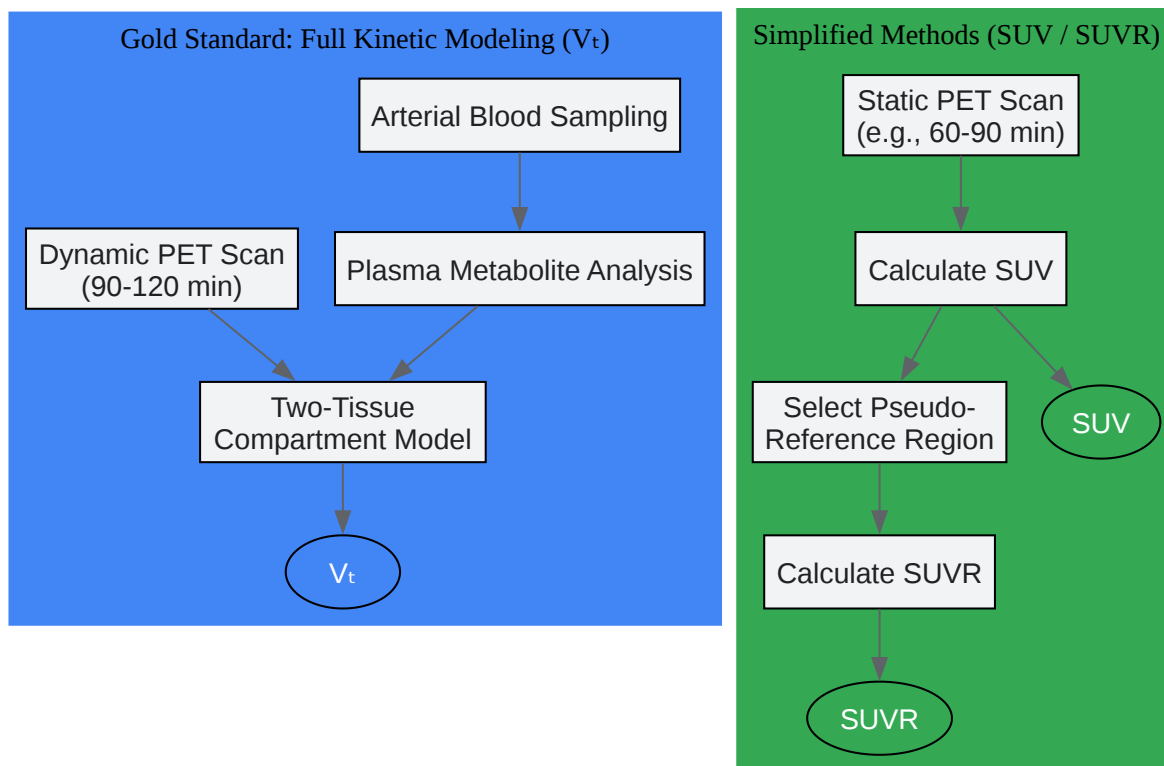 Gold Standard: Full Kinetic Modeling (Vₜ)
Arterial Blood Sampling
Dynamic PET Scan
(90-120 min)
Plasma Metabolite Analysis
Two-Tissue
Compartment Model
Vₜ
Simplified Methods (SUV / SUVR)
Static PET Scan
(e.g., 60-90 min)
Calculate SUV
Select Pseudo-
Reference Region
SUV
Calculate SUVR
SUVR